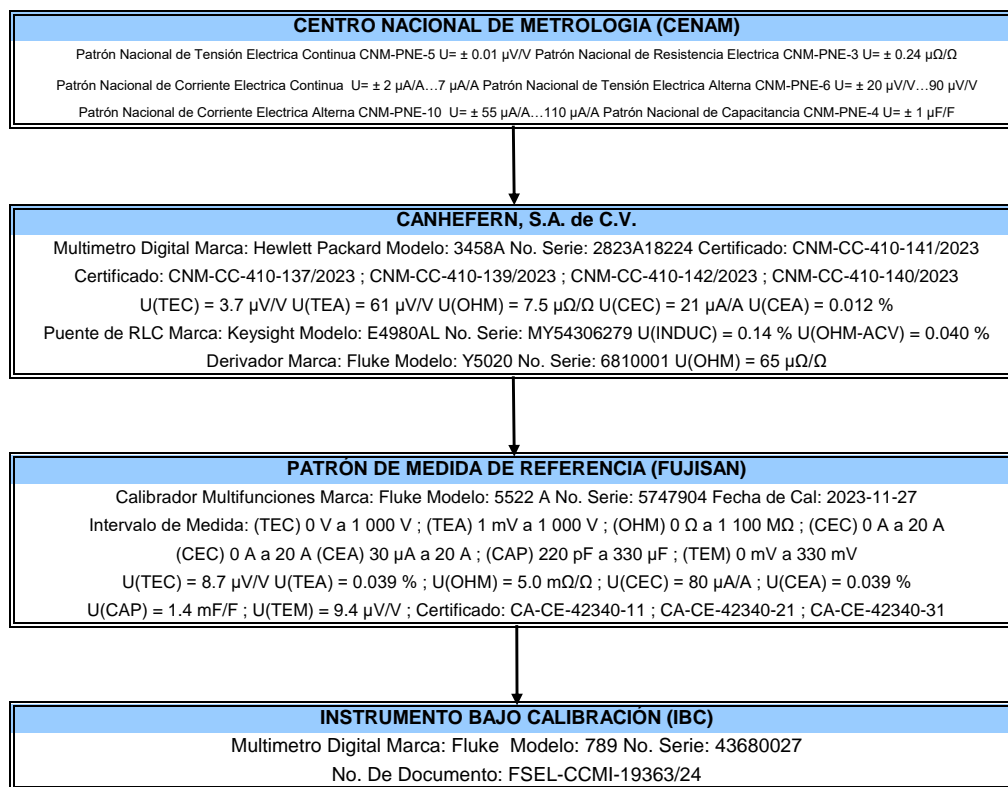 CENTRO NACIONAL DE METROLOGIA (CENAM)
Patrón Nacional de Tensión Electrica Continua CNM-PNE-5 U= ± 0.01 µV/V Patrón Nacional de Resistencia Electrica CNM-PNE-3 U= ± 0.24 µΩ/Ω
Patrón Nacional de Corriente Electrica Continua U= ± 2 µA/A…7 µA/A Patrón Nacional de Tensión Electrica Alterna CNM-PNE-6 U= ± 20 µV/V…90 µV/V
Patrón Nacional de Corriente Electrica Alterna CNM-PNE-10 U= ± 55 µA/A…110 µA/A Patrón Nacional de Capacitancia CNM-PNE-4 U= ± 1 µF/F
CANHEFERN, S.A. de C.V.
Multimetro Digital Marca: Hewlett Packard Modelo: 3458A No. Serie: 2823A18224 Certificado: CNM-CC-410-141/2023
Certificado: CNM-CC-410-137/2023 ; CNM-CC-410-139/2023 ; CNM-CC-410-142/2023 ; CNM-CC-410-140/2023
U(TEC) = 3.7 µV/V U(TEA) = 61 µV/V U(OHM) = 7.5 µΩ/Ω U(CEC) = 21 µA/A U(CEA) = 0.012 %
Puente de RLC Marca: Keysight Modelo: E4980AL No. Serie: MY54306279 U(INDUC) = 0.14 % U(OHM-ACV) = 0.040 %
Derivador Marca: Fluke Modelo: Y5020 No. Serie: 6810001 U(OHM) = 65 µΩ/Ω
PATRÓN DE MEDIDA DE REFERENCIA (FUJISAN)
Calibrador Multifunciones Marca: Fluke Modelo: 5522 A No. Serie: 5747904 Fecha de Cal: 2023-11-27
Intervalo de Medida: (TEC) 0 V a 1 000 V ; (TEA) 1 mV a 1 000 V ; (OHM) 0 Ω a 1 100 MΩ ; (CEC) 0 A a 20 A
(CEC) 0 A a 20 A (CEA) 30 µA a 20 A ; (CAP) 220 pF a 330 µF ; (TEM) 0 mV a 330 mV
U(TEC) = 8.7 µV/V U(TEA) = 0.039 % ; U(OHM) = 5.0 mΩ/Ω ; U(CEC) = 80 µA/A ; U(CEA) = 0.039 %
U(CAP) = 1.4 mF/F ; U(TEM) = 9.4 µV/V ; Certificado: CA-CE-42340-11 ; CA-CE-42340-21 ; CA-CE-42340-31
INSTRUMENTO BAJO CALIBRACIÓN (IBC)
Multimetro Digital Marca: Fluke Modelo: 789 No. Serie: 43680027
No. De Documento: FSEL-CCMI-19363/24